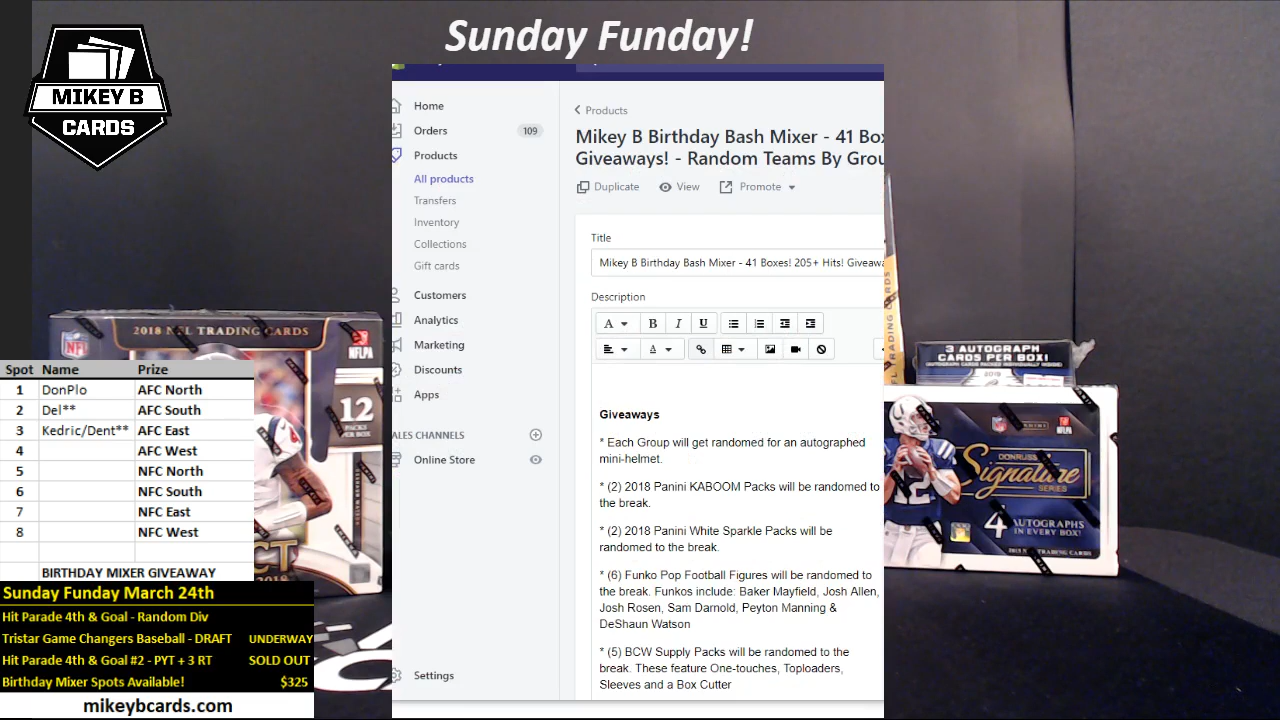 Sunday Funday!
MIKEY B
CARDS
Home
Orders 109
Products
All products
Transfers
Inventory
Collections
Gift cards
Customers
Analytics
Marketing
Discounts
Apps
SALES CHANNELS
Online Store
Settings
Products
Mikey B Birthday Bash Mixer - 41 Box
Giveaways! - Random Teams By Grou
Duplicate View Promote
Title
Mikey B Birthday Bash Mixer - 41 Boxes! 205+ Hits! Giveawa
Description
A B I U
A
Giveaways
* Each Group will get randomed for an autographed
mini-helmet.
* (2) 2018 Panini KABOOM Packs will be randomed to
the break.
* (2) 2018 Panini White Sparkle Packs will be
randomed to the break.
* (6) Funko Pop Football Figures will be randomed to
the break. Funkos include: Baker Mayfield, Josh Allen,
Josh Rosen, Sam Darnold, Peyton Manning &
DeShaun Watson
* (5) BCW Supply Packs will be randomed to the
break. These feature One-touches, Toploaders,
Sleeves and a Box Cutter
2018 NFL TRADING CARDS
NFL
NFLPA
12
Spot Name Prize
1 DonPlo AFC North
2 Del** AFC South
3 Kedric/Dent** AFC East
4 AFC West
5 NFC North
6 NFC South
7 NFC East
8 NFC West
BIRTHDAY MIXER GIVEAWAY
Sunday Funday March 24th
Hit Parade 4th & Goal - Random Div
Tristar Game Changers Baseball - DRAFT UNDERWAY
Hit Parade 4th & Goal #2 - PYT + 3 RT SOLD OUT
Birthday Mixer Spots Available! $325
mikeybcards.com
TRADING CARDS
3 AUTOGRAPH
CARDS PER BOX!
PANINI
DONRUSS
Signature
SERIES
4 AUTOGRAPHS
IN EVERY BOX!